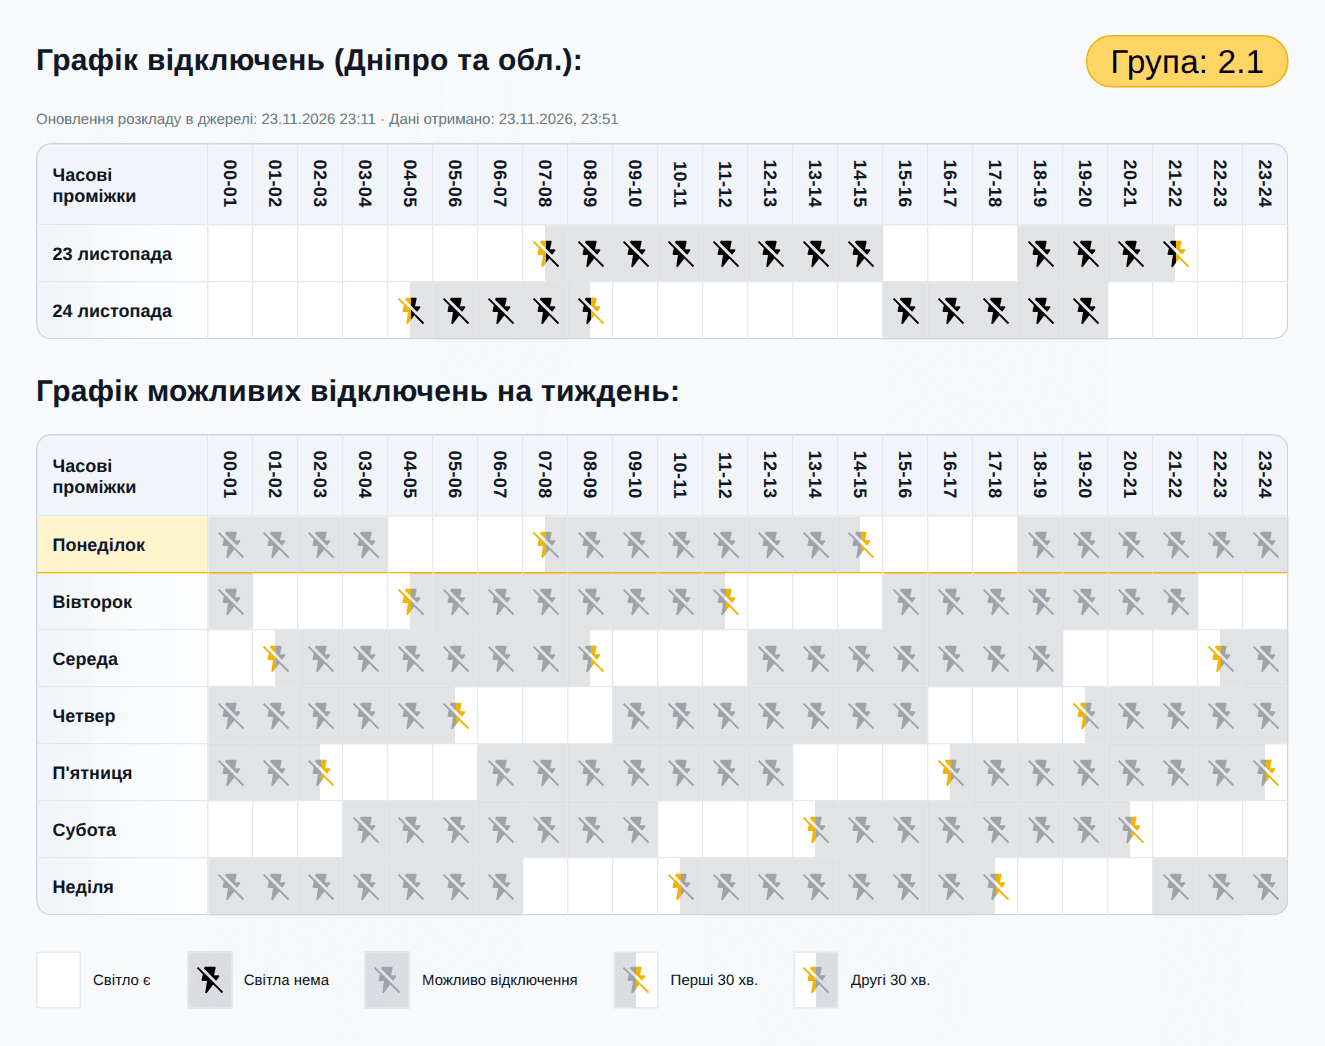 Графік відключень (Дніпро та обл.):
Група: 2.1
Оновлення розкладу в джерелі: 23.11.2026 23:11 · Дані отримано: 23.11.2026, 23:51
Часові проміжки 00-01 01-02 02-03 03-04 04-05 05-06 06-07 07-08 08-09 09-10 10-11 11-12 12-13 13-14 14-15 15-16 16-17 17-18 18-19 19-20 20-21 21-22 22-23 23-24
23 листопада
24 листопада
Графік можливих відключень на тиждень:
Часові проміжки 00-01 01-02 02-03 03-04 04-05 05-06 06-07 07-08 08-09 09-10 10-11 11-12 12-13 13-14 14-15 15-16 16-17 17-18 18-19 19-20 20-21 21-22 22-23 23-24
Понеділок
Вівторок
Середа
Четвер
П'ятниця
Субота
Неділя
Світло є Світла нема Можливо відключення Перші 30 хв. Другі 30 хв.